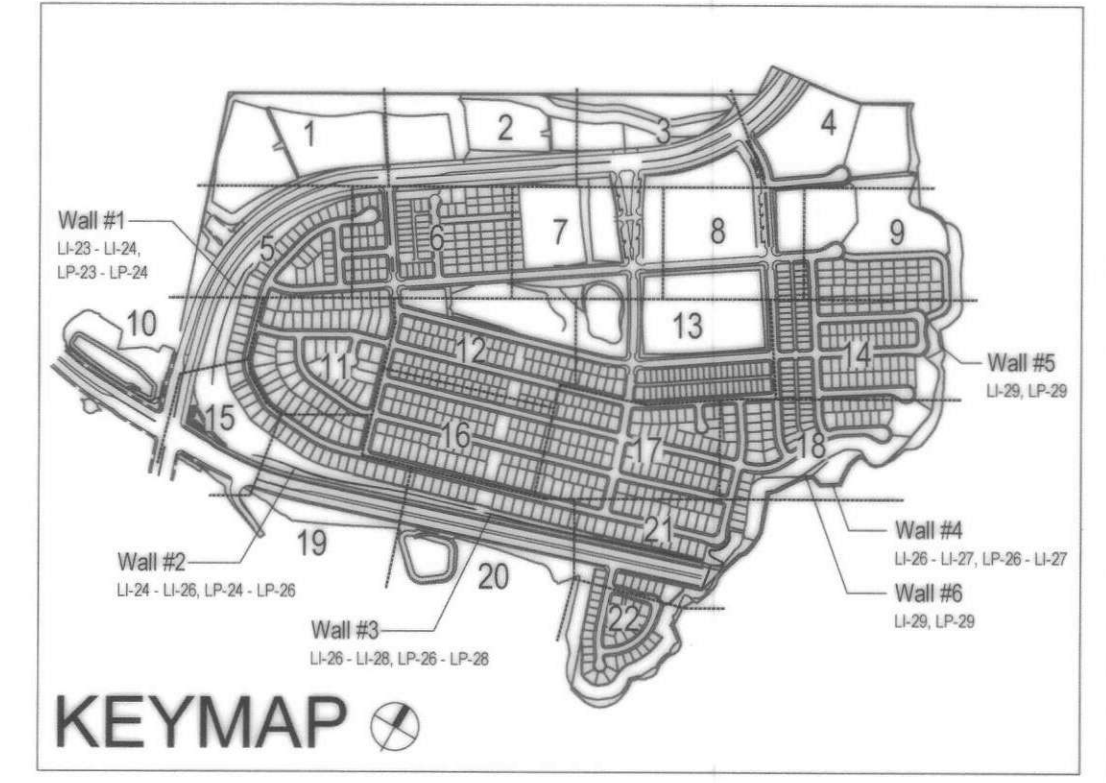 1
2
3
4
Wall #1
LI-23 - LI-24,
LP-23 - LP-24
5
6
7
8
9
10
11
12
13
14
Wall #5
LI-29, LP-29
15
16
17
18
Wall #4
LI-26 - LI-27, LP-26 - LI-27
19
20
21
Wall #2
LI-24 - LI-26, LP-24 - LP-26
Wall #6
LI-29, LP-29
22
Wall #3
LI-26 - LI-28, LP-26 - LP-28
KEYMAP